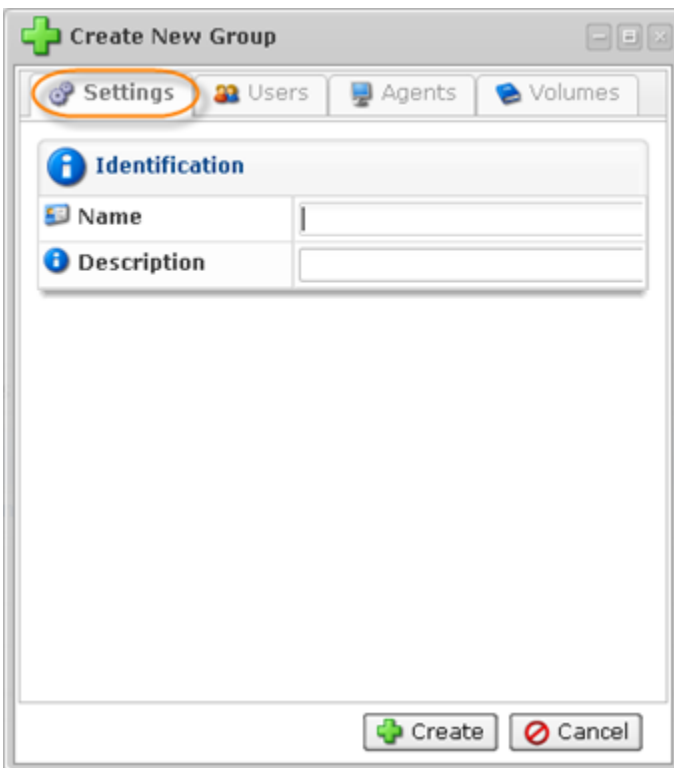 Create New Group
Settings Users Agents Volumes
Identification
Name
Description
Create Cancel